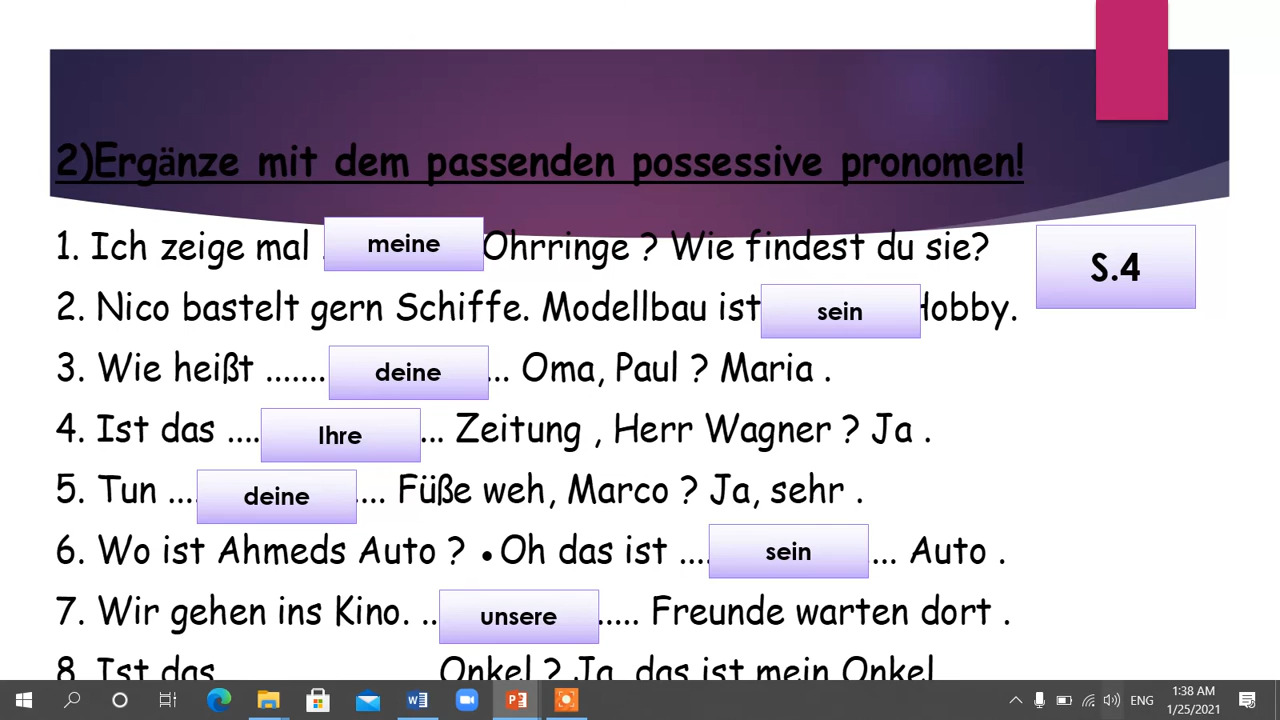 2)Ergänze mit dem passenden possessive pronomen!
1. Ich zeige mal . meine Ohrringe ? Wie findest du sie?
S.4
2. Nico bastelt gern Schiffe. Modellbau ist sein Hobby.
3. Wie heißt ....... deine ... Oma, Paul ? Maria .
4. Ist das .... Ihre ... Zeitung , Herr Wagner ? Ja .
5. Tun ... deine .... Füße weh, Marco ? Ja, sehr .
6. Wo ist Ahmeds Auto ? •Oh das ist .... sein ... Auto .
7. Wir gehen ins Kino. .. unsere ..... Freunde warten dort .
8. Ist das Onkel ? Ja, das ist mein Onkel
ENG
1:38 AM
1/25/2021